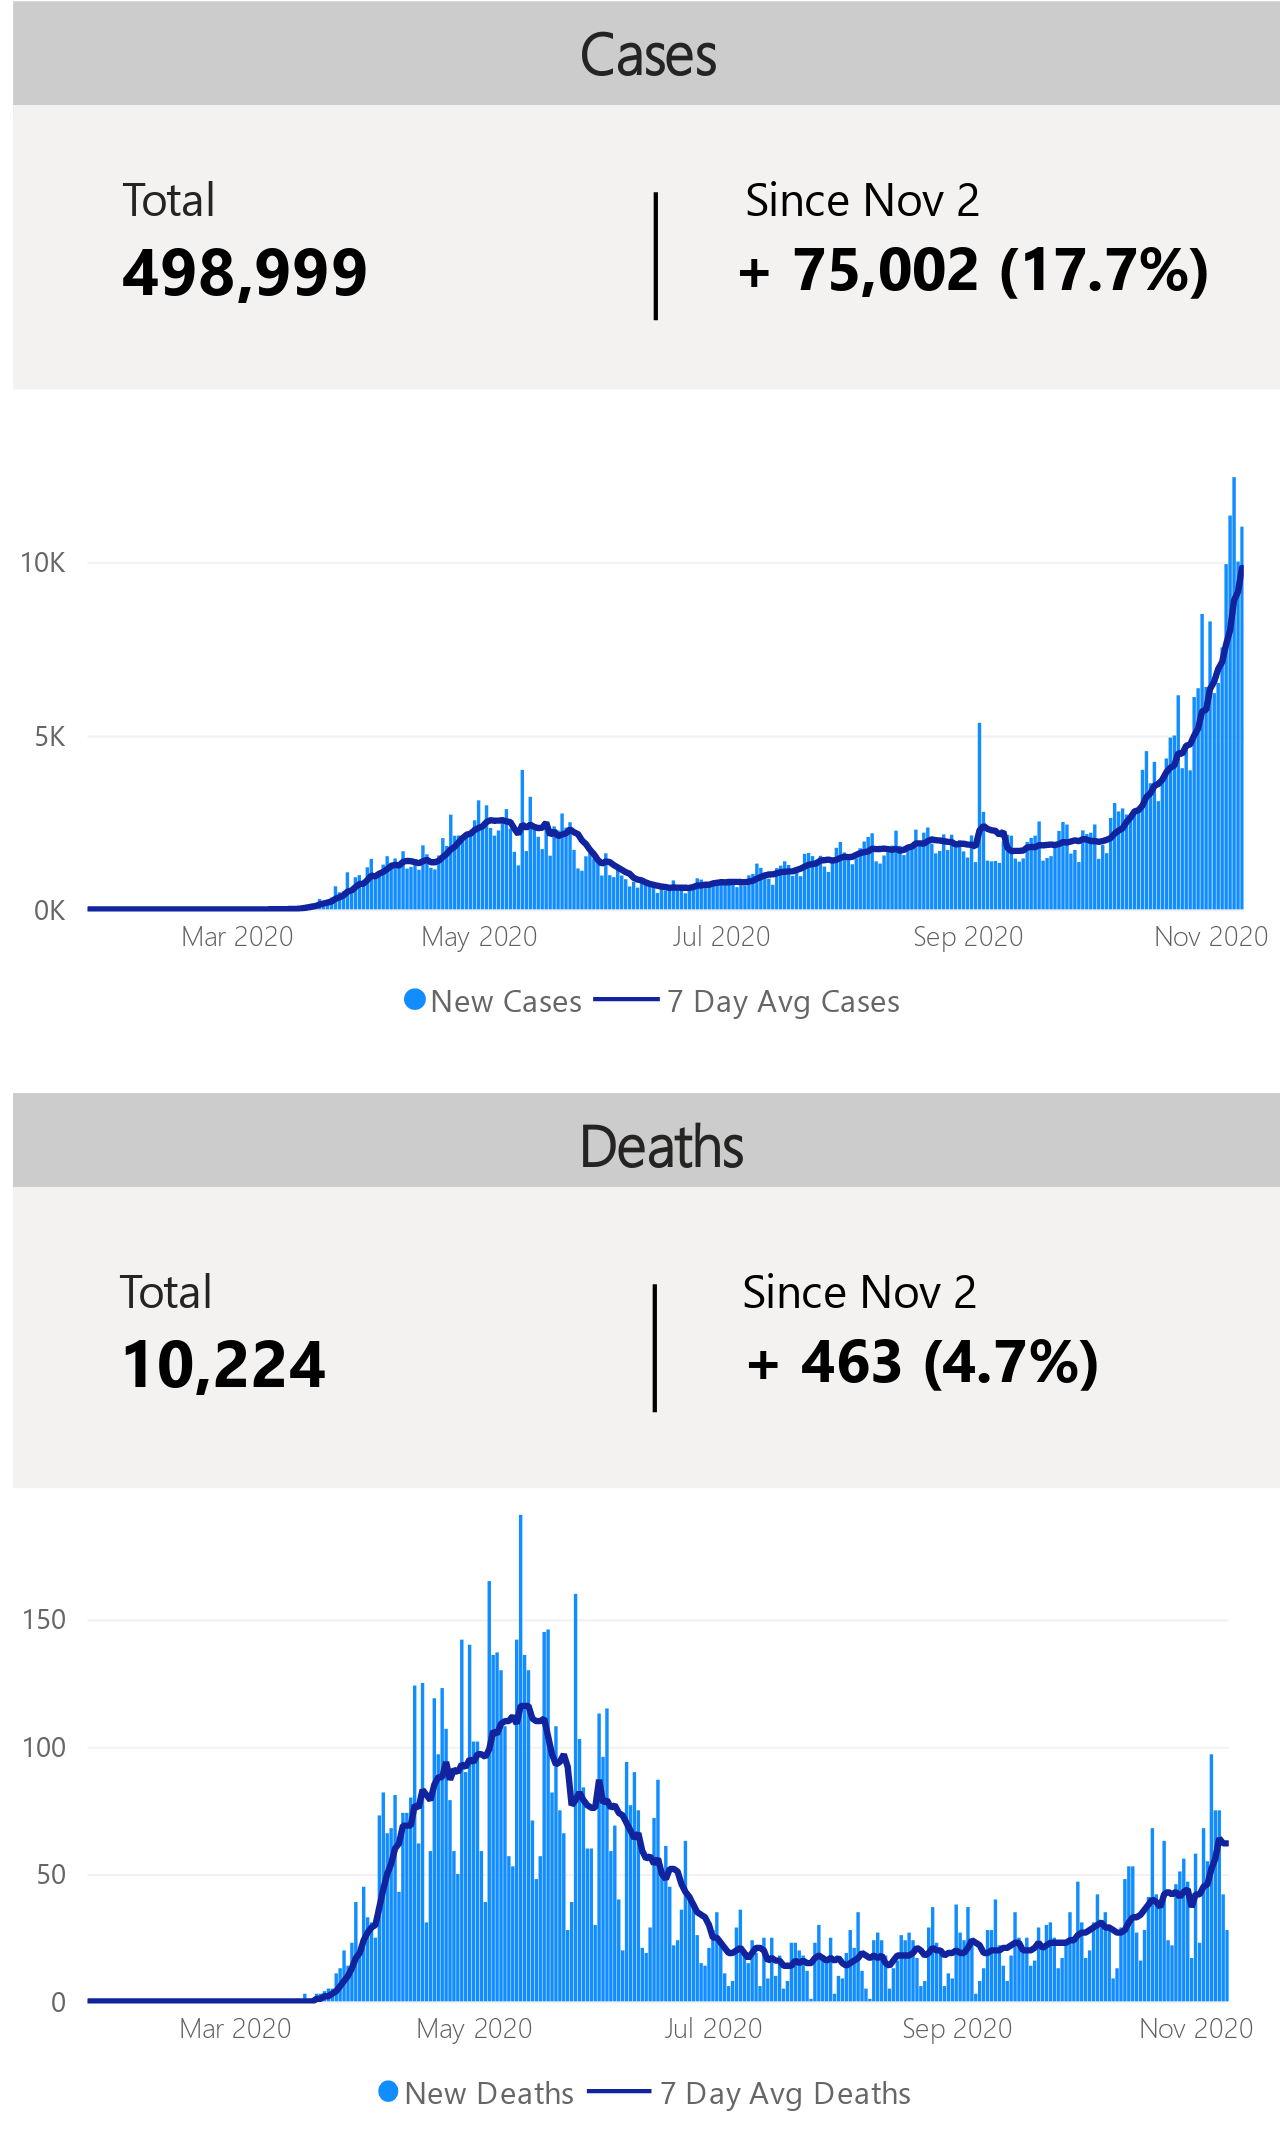 Cases
Total
Since Nov 2
498,999
+ 75,002 (17.7%)
10K
5K
0K
Mar 2020
May 2020
Jul 2020
Sep 2020
Nov 2020
New Cases
7 Day Avg Cases
Deaths
Total
Since Nov 2
10,224
+ 463 (4.7%)
150
100
50
0
Mar 2020
May 2020
Jul 2020
Sep 2020
Nov 2020
New Deaths
7 Day Avg Deaths